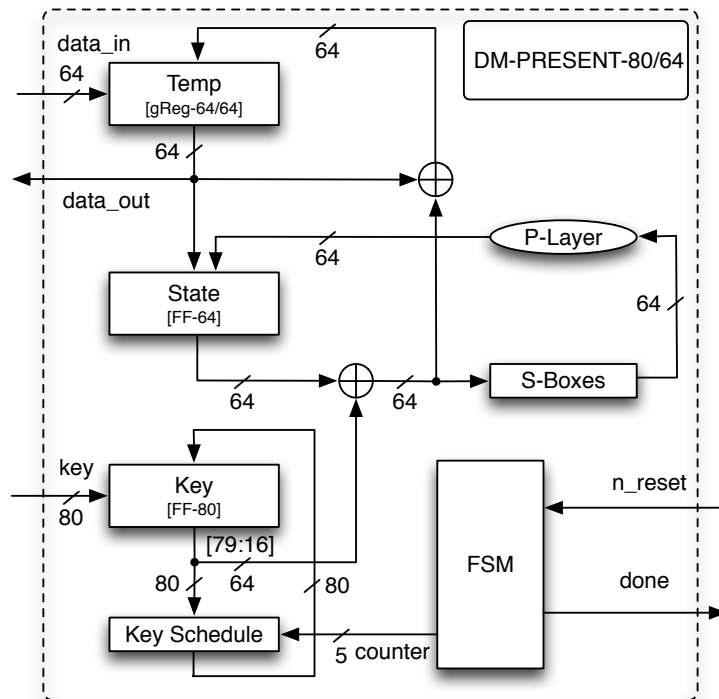 data_in
64
64
DM-PRESENT-80/64
Temp
[gReg-64/64]
64
data_out
P-Layer
64
State
[FF-64]
64
64
64
S-Boxes
key
80
Key
[FF-80]
n_reset
[79:16]
80
64
80
FSM
done
Key Schedule
5
counter